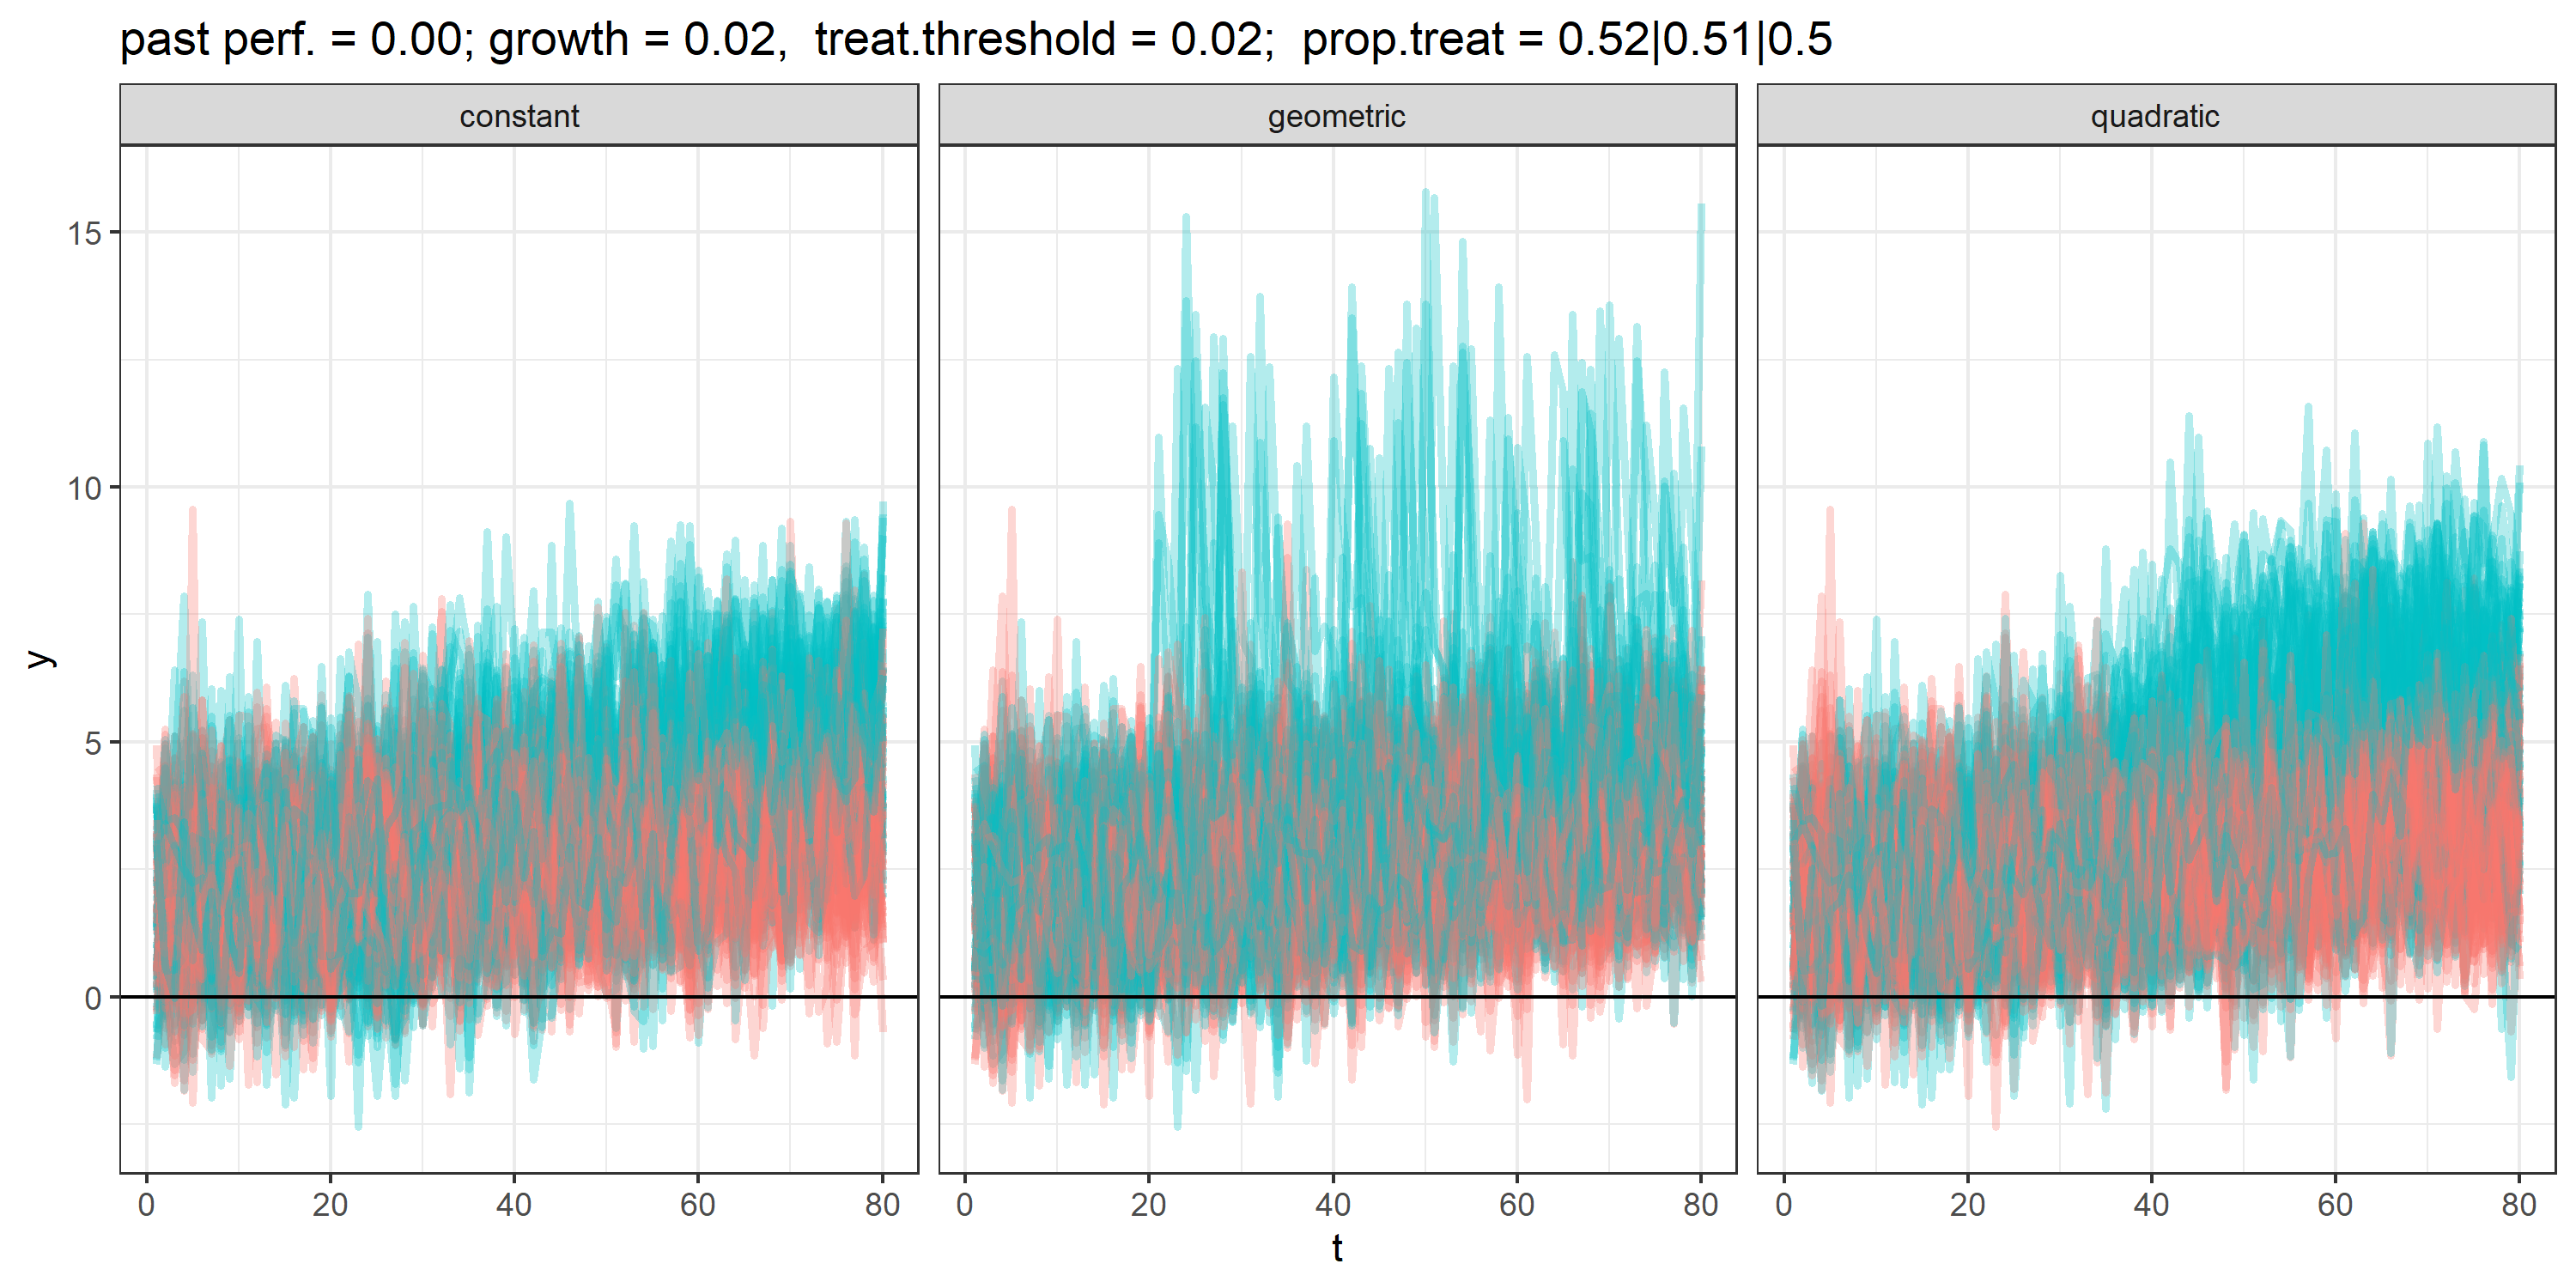 past perf. = 0.00; growth = 0.02,  treat.threshold = 0.02;  prop.treat = 0.52|0.51|0.5
constant geometric quadratic
15
10
5
0
y
0 20 40 60 80 0 20 40 60 80 0 20 40 60 80
t